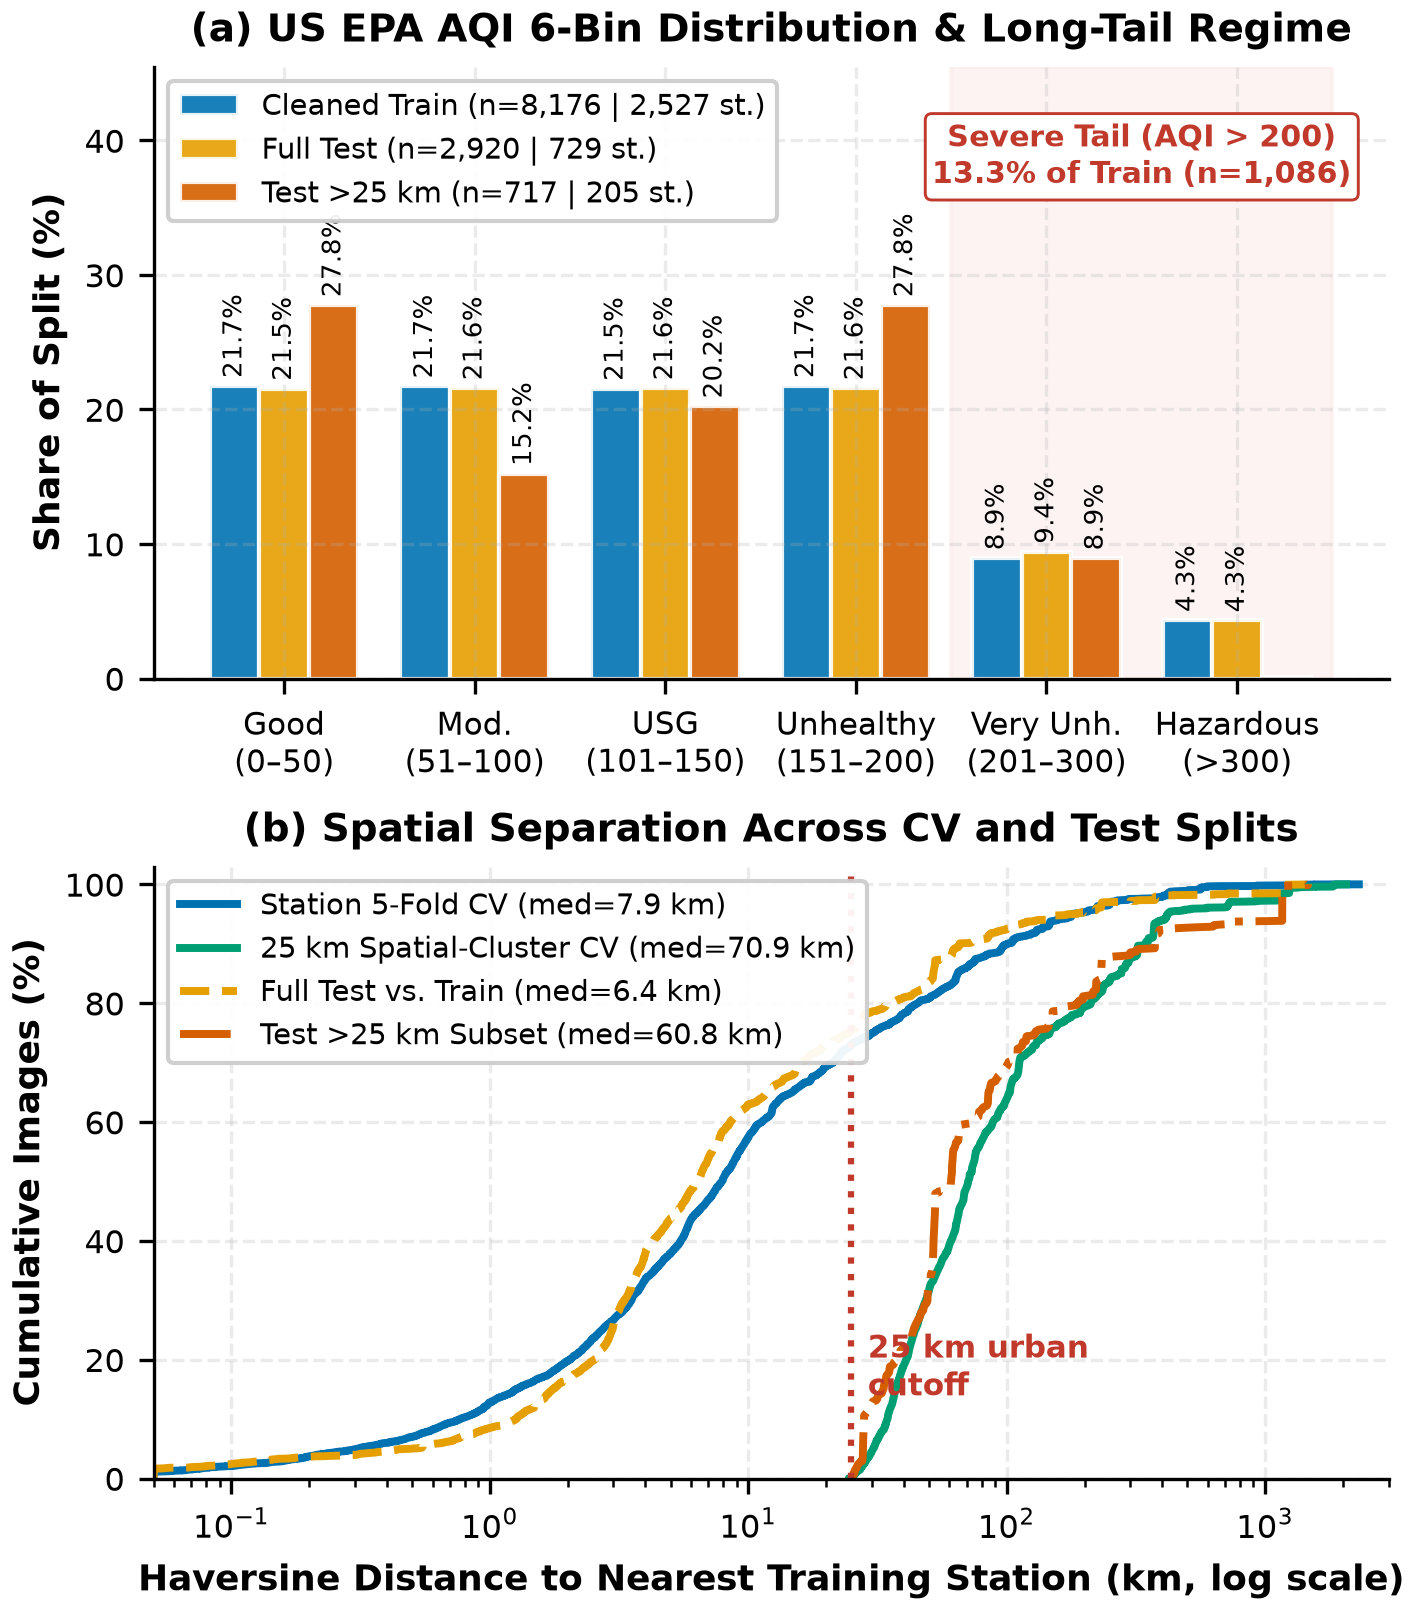 (a) US EPA AQI 6-Bin Distribution & Long-Tail Regime
Cleaned Train (n=8,176 | 2,527 st.)
Full Test (n=2,920 | 729 st.)
Test >25 km (n=717 | 205 st.)
Severe Tail (AQI > 200)
13.3% of Train (n=1,086)
Share of Split (%)
40
30
20
10
0
21.7%
21.5%
27.8%
21.7%
21.6%
15.2%
21.5%
21.6%
20.2%
21.7%
21.6%
27.8%
8.9%
9.4%
8.9%
4.3%
4.3%
Good
(0–50)
Mod.
(51–100)
USG
(101–150)
Unhealthy
(151–200)
Very Unh.
(201–300)
Hazardous
(>300)
(b) Spatial Separation Across CV and Test Splits
Station 5-Fold CV (med=7.9 km)
25 km Spatial-Cluster CV (med=70.9 km)
Full Test vs. Train (med=6.4 km)
Test >25 km Subset (med=60.8 km)
Cumulative Images (%)
100
80
60
40
20
0
25 km urban
cutoff
10⁻¹
10⁰
10¹
10²
10³
Haversine Distance to Nearest Training Station (km, log scale)